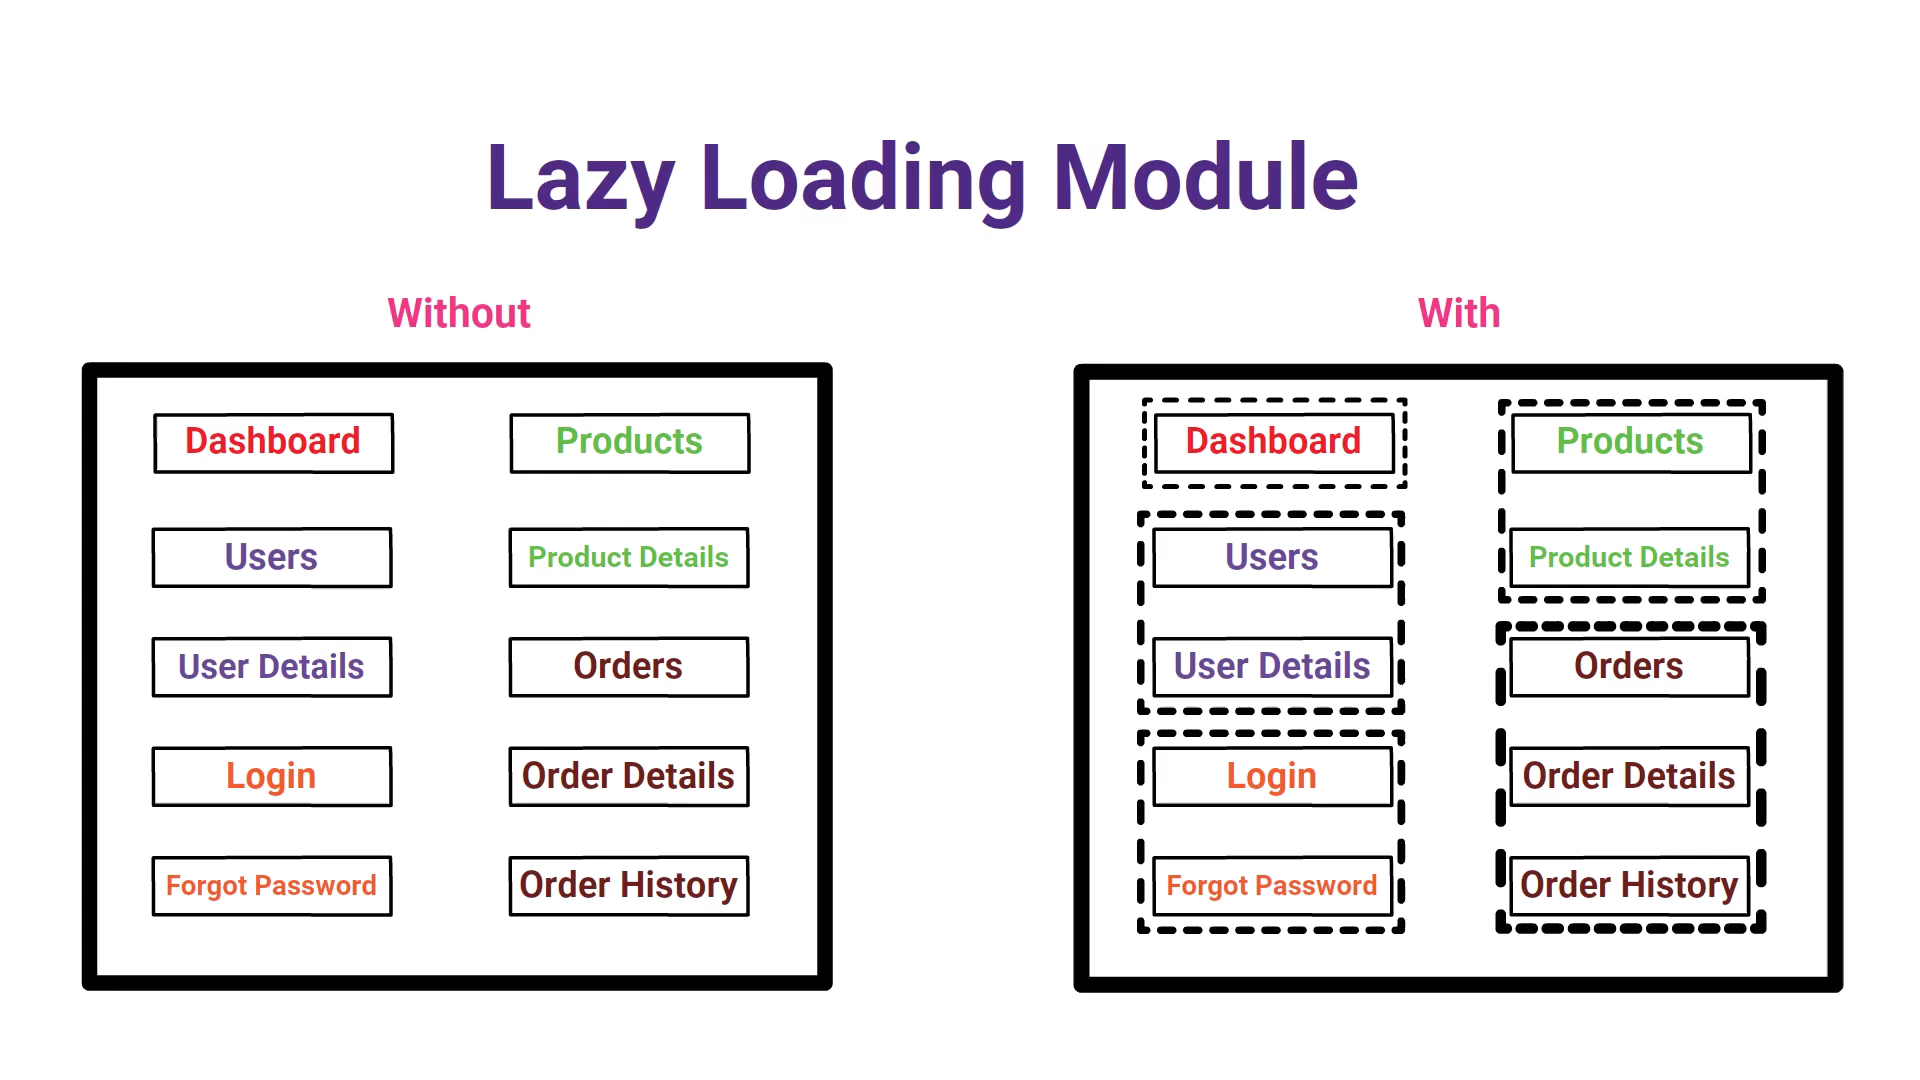 Lazy Loading Module
Without
Dashboard
Products
Users
Product Details
User Details
Orders
Login
Order Details
Forgot Password
Order History
With
Dashboard
Products
Users
Product Details
User Details
Orders
Login
Order Details
Forgot Password
Order History